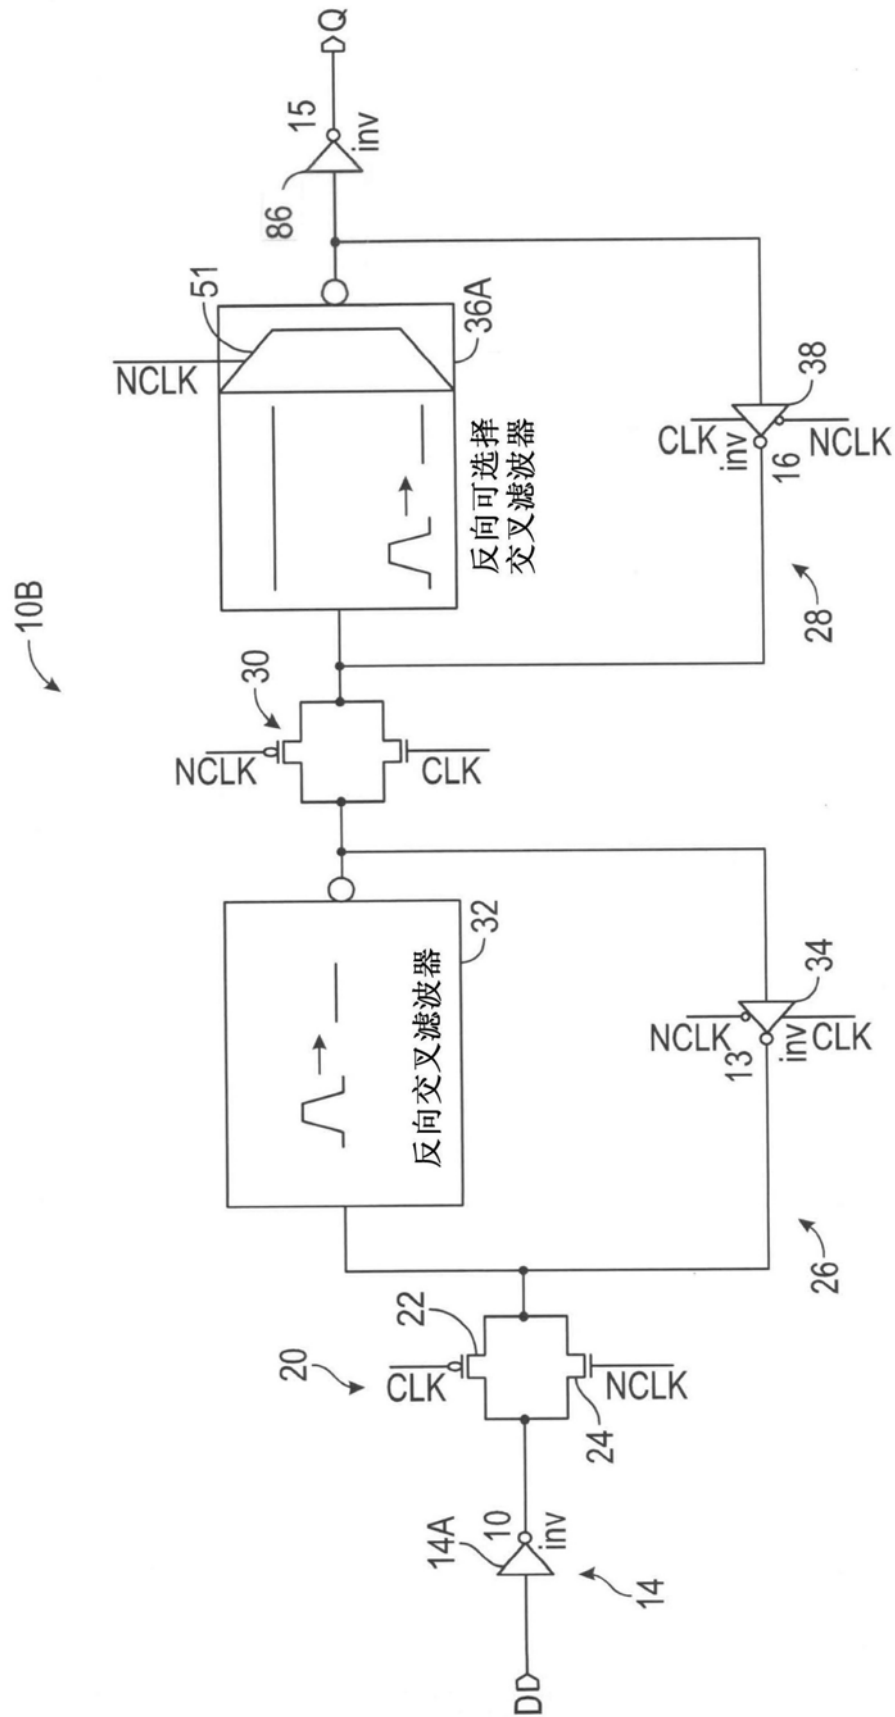 10B
D
14A
10
inv
14
20
CLK
22
24
NCLK
26
反向交叉滤波器
32
NCLK
13
inv
CLK
34
NCLK
30
CLK
28
NCLK
51
36A
反向可选择
交叉滤波器
CLK
inv
16
NCLK
38
86
15
inv
Q